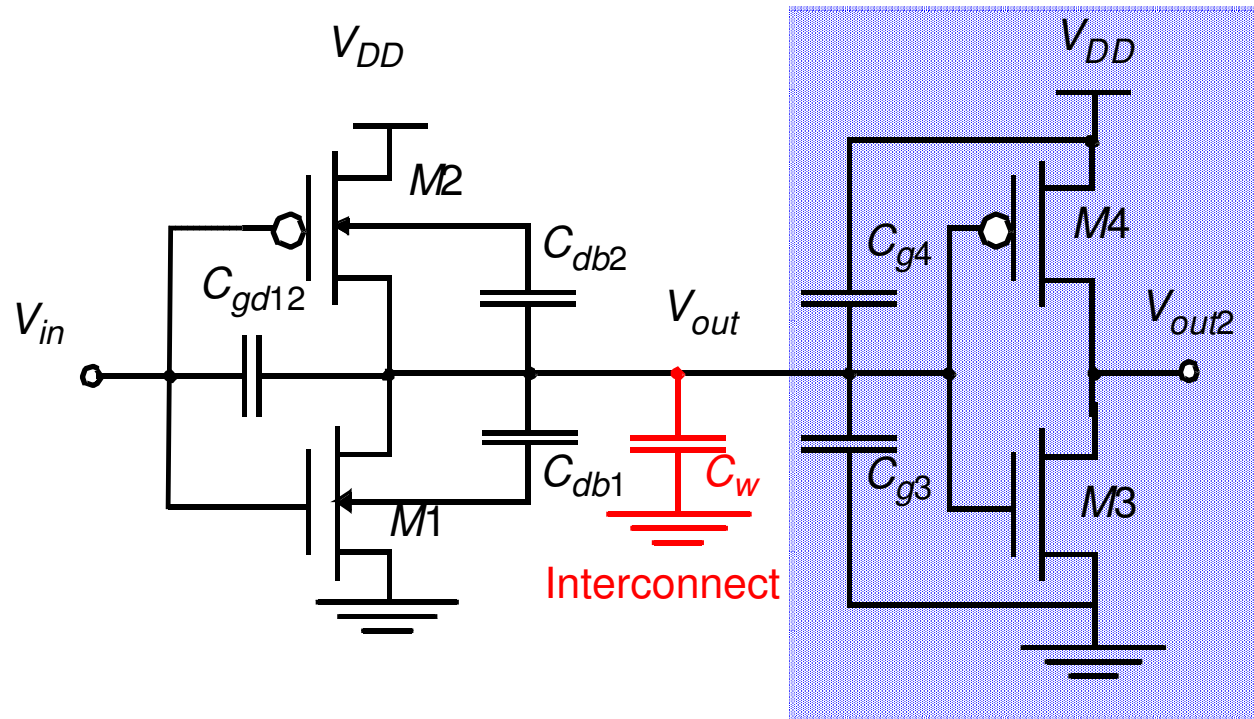 V_DD
V_DD
M2
M4
C_db2
C_g4
C_gd12
V_in
V_out
V_out2
C_db1
C_w
C_g3
M1
M3
Interconnect